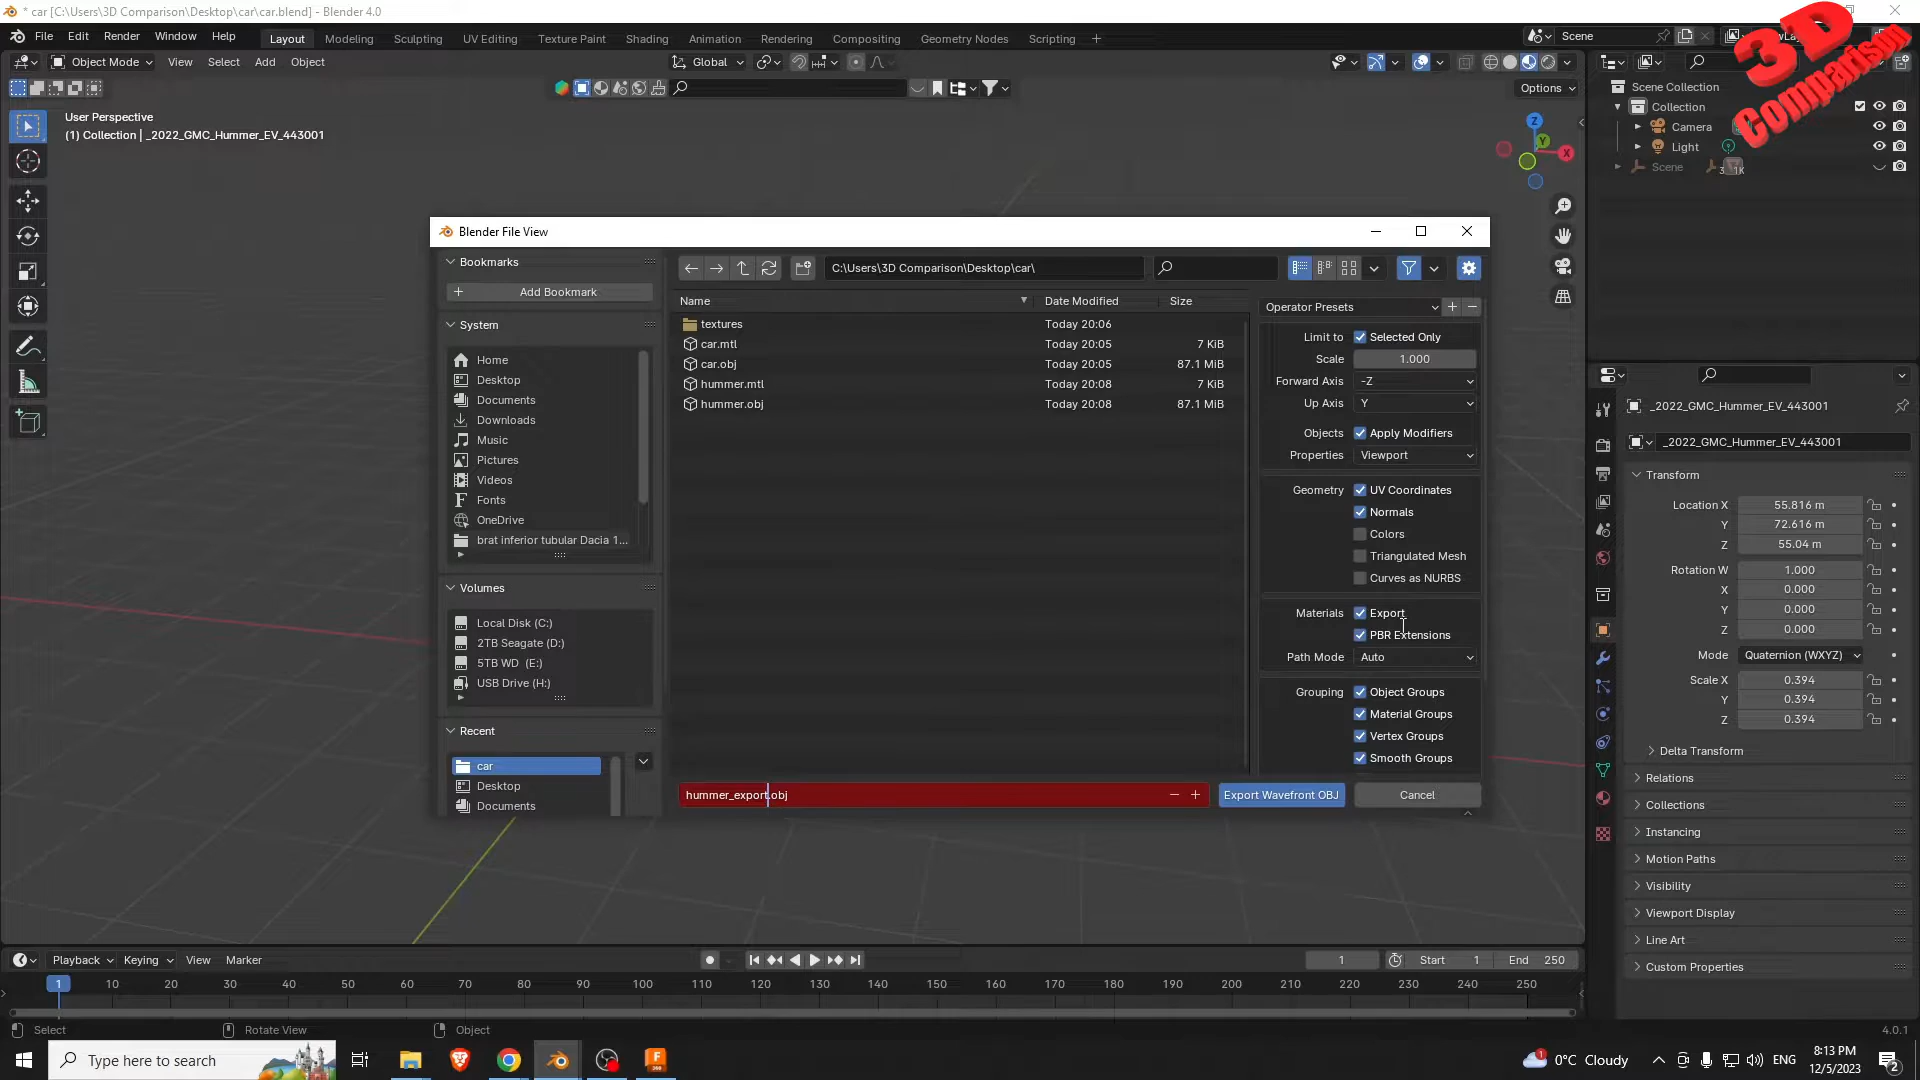 * car [C:\Users\3D Comparison\Desktop\car\car.blend] - Blender 4.0
File Edit Render Window Help
Layout Modeling Sculpting UV Editing Texture Paint Shading Animation Rendering Compositing Geometry Nodes Scripting +
Scene
3D Comparism
Object Mode View Select Add Object
Global
Options
User Perspective
(1) Collection | _2022_GMC_Hummer_EV_443001
Z
Y
X
Scene Collection
Collection
Camera
Light
Scene
Blender File View
Bookmarks
Add Bookmark
System
Home
Desktop
Documents
Downloads
Music
Pictures
Videos
Fonts
OneDrive
brat inferior tubular Dacia 1...
Volumes
Local Disk (C:)
2TB Seagate (D:)
5TB WD (E:)
USB Drive (H:)
Recent
car
Desktop
Documents
C:\Users\3D Comparison\Desktop\car\
Name Date Modified Size
textures Today 20:06
car.mtl Today 20:05 7 KiB
car.obj Today 20:05 87.1 MiB
hummer.mtl Today 20:08 7 KiB
hummer.obj Today 20:08 87.1 MiB
hummer_export.obj
Operator Presets
Limit to Selected Only
Scale 1.000
Forward Axis -Z
Up Axis Y
Objects Apply Modifiers
Properties Viewport
Geometry UV Coordinates
Normals
Colors
Triangulated Mesh
Curves as NURBS
Materials Export
PBR Extensions
Path Mode Auto
Grouping Object Groups
Material Groups
Vertex Groups
Smooth Groups
Export Wavefront OBJ Cancel
_2022_GMC_Hummer_EV_443001
_2022_GMC_Hummer_EV_443001
Transform
Location X 55.816 m
Y 72.616 m
Z 55.04 m
Rotation W 1.000
X 0.000
Y 0.000
Z 0.000
Mode Quaternion (WXYZ)
Scale X 0.394
Y 0.394
Z 0.394
Delta Transform
Relations
Collections
Instancing
Motion Paths
Visibility
Viewport Display
Line Art
Custom Properties
Playback Keying View Marker
1 Start 1 End 250
1 10 20 30 40 50 60 70 80 90 100 110 120 130 140 150 160 170 180 190 200 210 220 230 240 250
Select Rotate View Object
4.0.1
Type here to search
0°C Cloudy
ENG
8:13 PM
12/5/2023
2